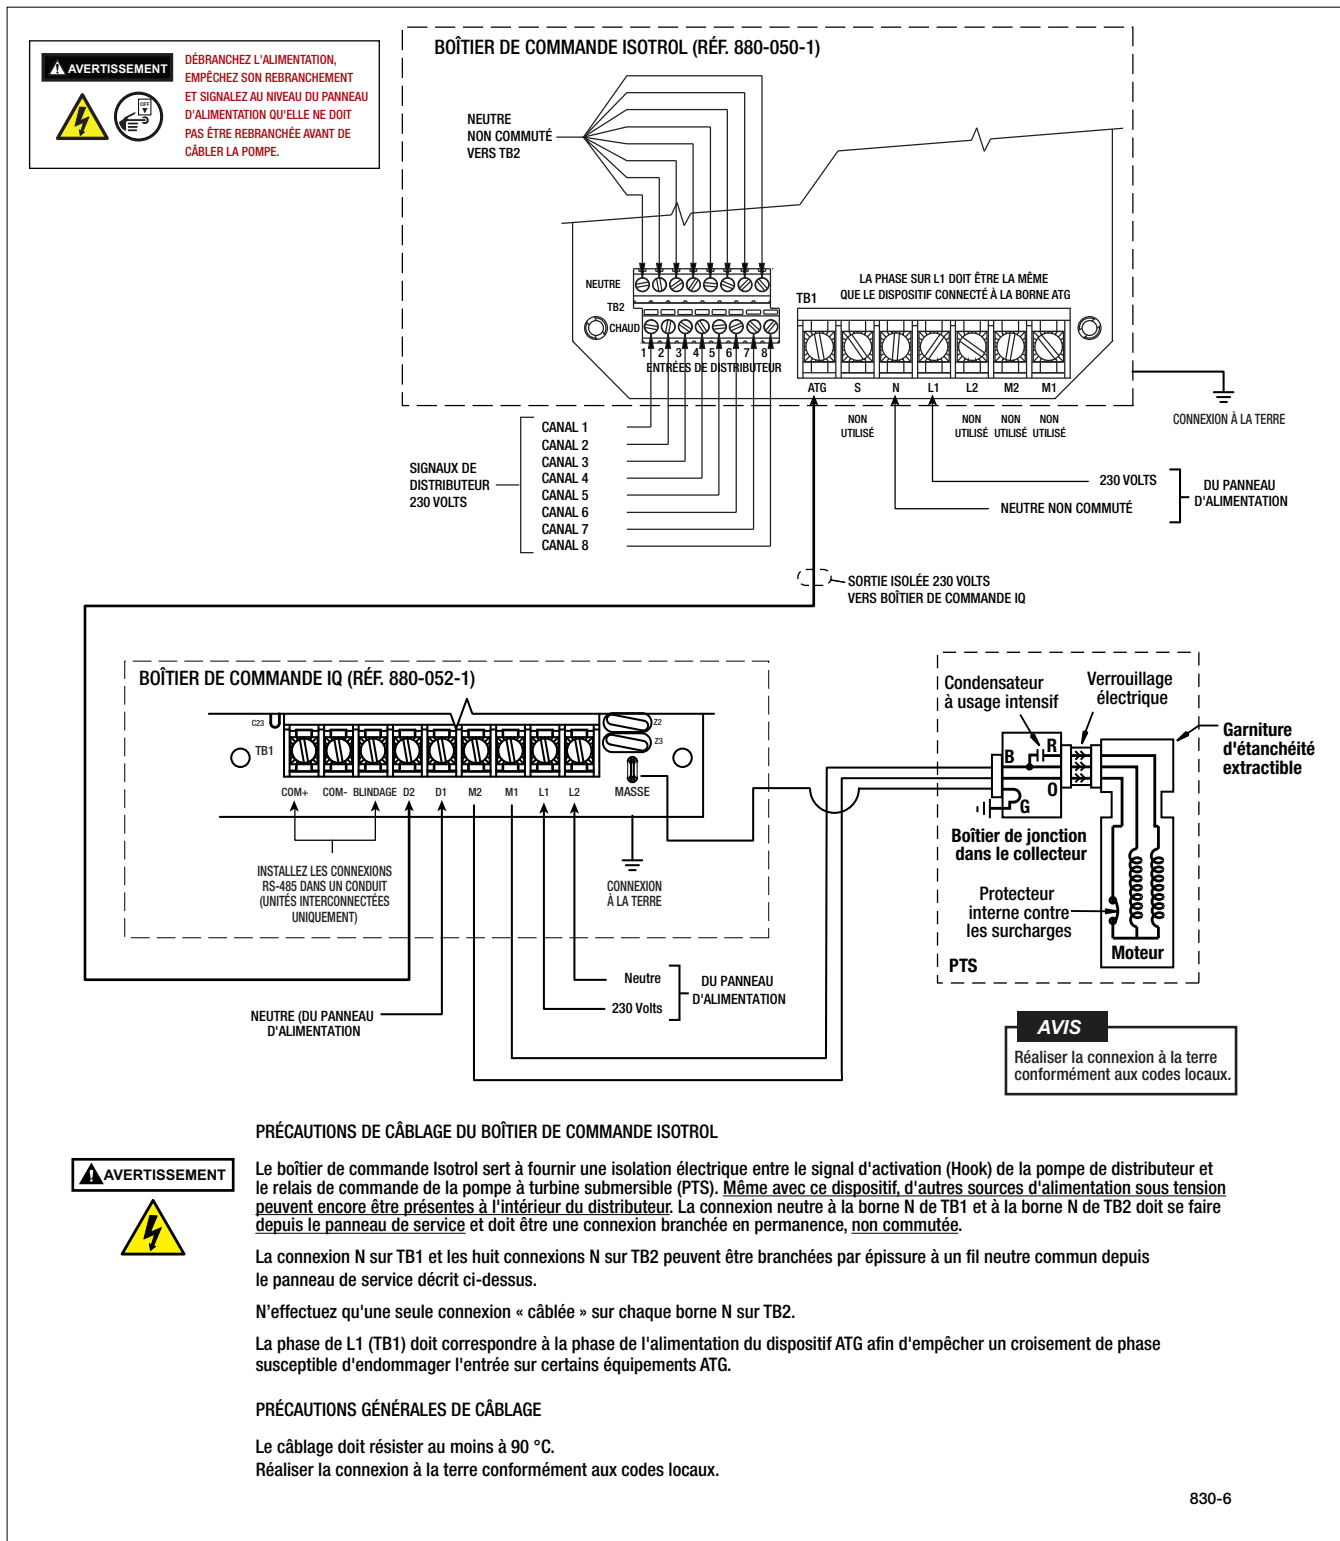 AVERTISSEMENT
DÉBRANCHEZ L'ALIMENTATION,
EMPÊCHEZ SON REBRANCHEMENT
ET SIGNALEZ AU NIVEAU DU PANNEAU
D'ALIMENTATION QU'ELLE NE DOIT
PAS ÊTRE REBRANCHÉE AVANT DE
CÂBLER LA POMPE.
OFF
BOÎTIER DE COMMANDE ISOTROL (RÉF. 880-050-1)
NEUTRE
NON COMMUTÉ
VERS TB2
NEUTRE
TB2
CHAUD
1 2 3 4 5 6 7 8
ENTRÉES DE DISTRIBUTEUR
LA PHASE SUR L1 DOIT ÊTRE LA MÊME
QUE LE DISPOSITIF CONNECTÉ À LA BORNE ATG
TB1
ATG S N L1 L2 M2 M1
NON UTILISÉ
NON UTILISÉ
NON UTILISÉ
NON UTILISÉ
CONNEXION À LA TERRE
SIGNAUX DE
DISTRIBUTEUR
230 VOLTS
CANAL 1
CANAL 2
CANAL 3
CANAL 4
CANAL 5
CANAL 6
CANAL 7
CANAL 8
230 VOLTS
NEUTRE NON COMMUTÉ
DU PANNEAU
D'ALIMENTATION
SORTIE ISOLÉE 230 VOLTS
VERS BOÎTIER DE COMMANDE IQ
BOÎTIER DE COMMANDE IQ (RÉF. 880-052-1)
C23
TB1
Z2
Z3
COM+ COM- BLINDAGE D2 D1 M2 M1 L1 L2 MASSE
INSTALLEZ LES CONNEXIONS
RS-485 DANS UN CONDUIT
(UNITÉS INTERCONNECTÉES
UNIQUEMENT)
CONNEXION
À LA TERRE
NEUTRE (DU PANNEAU
D'ALIMENTATION
Neutre
230 Volts
DU PANNEAU
D'ALIMENTATION
Condensateur
à usage intensif
Verrouillage
électrique
Garniture
d'étanchéité
extractible
B
R
O
G
Boîtier de jonction
dans le collecteur
Protecteur
interne contre
les surcharges
Moteur
PTS
AVIS
Réaliser la connexion à la terre
conformément aux codes locaux.
PRÉCAUTIONS DE CÂBLAGE DU BOÎTIER DE COMMANDE ISOTROL
AVERTISSEMENT
Le boîtier de commande Isotrol sert à fournir une isolation électrique entre le signal d'activation (Hook) de la pompe de distributeur et
le relais de commande de la pompe à turbine submersible (PTS). Même avec ce dispositif, d'autres sources d'alimentation sous tension
peuvent encore être présentes à l'intérieur du distributeur. La connexion neutre à la borne N de TB1 et à la borne N de TB2 doit se faire
depuis le panneau de service et doit être une connexion branchée en permanence, non commutée.
La connexion N sur TB1 et les huit connexions N sur TB2 peuvent être branchées par épissure à un fil neutre commun depuis
le panneau de service décrit ci-dessus.
N'effectuez qu'une seule connexion « câblée » sur chaque borne N sur TB2.
La phase de L1 (TB1) doit correspondre à la phase de l'alimentation du dispositif ATG afin d'empêcher un croisement de phase
susceptible d'endommager l'entrée sur certains équipements ATG.
PRÉCAUTIONS GÉNÉRALES DE CÂBLAGE
Le câblage doit résister au moins à 90 °C.
Réaliser la connexion à la terre conformément aux codes locaux.
830-6